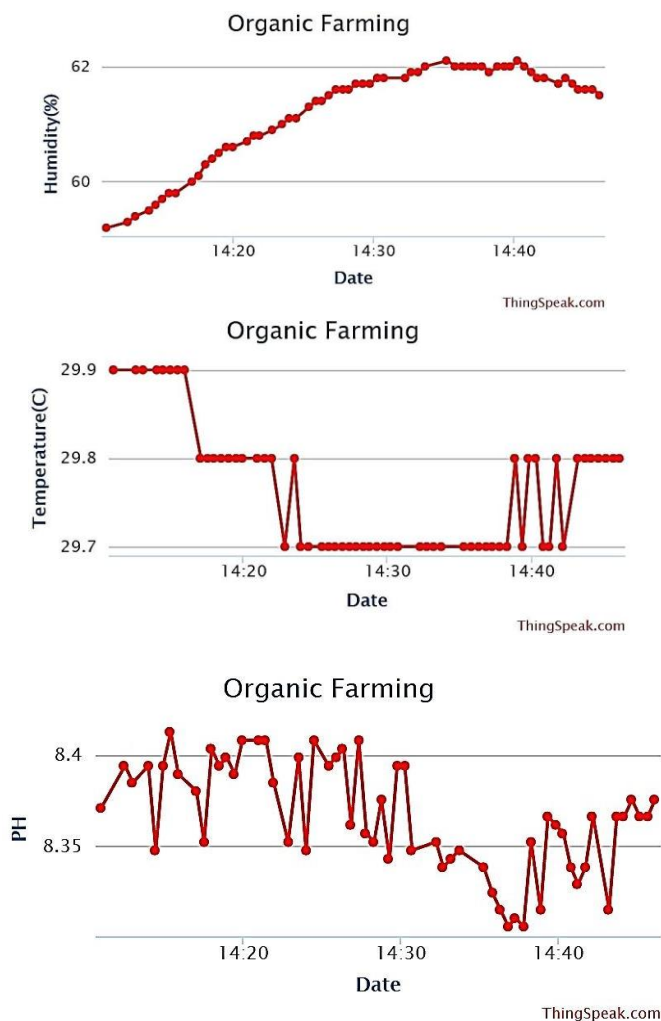 Organic Farming
62
60
Humidity(%)
14:20 14:30 14:40
Date
ThingSpeak.com
Organic Farming
29.9
29.8
29.7
Temperature(C)
14:20 14:30 14:40
Date
ThingSpeak.com
Organic Farming
8.4
8.35
PH
14:20 14:30 14:40
Date
ThingSpeak.com